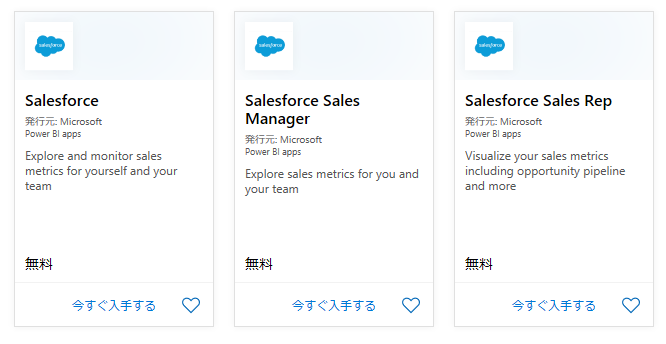 salesforce
Salesforce
発行元: Microsoft
Power BI apps
Explore and monitor sales
metrics for yourself and your
team
無料
今すぐ入手する
salesforce
Salesforce Sales
Manager
発行元: Microsoft
Power BI apps
Explore sales metrics for you and
your team
無料
今すぐ入手する
salesforce
Salesforce Sales Rep
発行元: Microsoft
Power BI apps
Visualize your sales metrics
including opportunity pipeline
and more
無料
今すぐ入手する